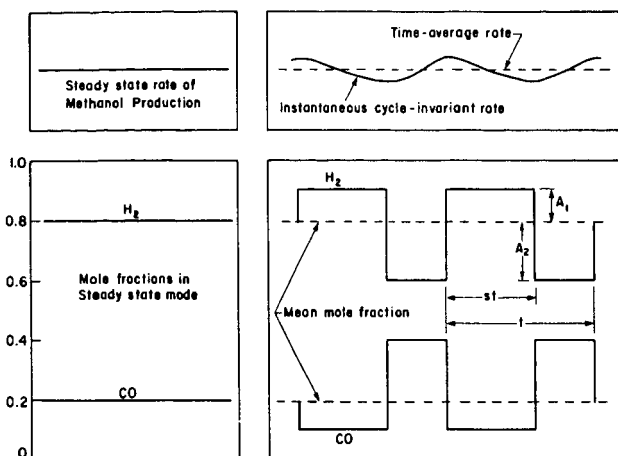 Steady state rate of
Methanol Production
Time-average rate
Instantaneous cycle-invariant rate
1.0
0.8
0.6
0.4
0.2
0
H₂
Mole fractions in
Steady state mode
CO
H₂
A₁
A₂
st
t
Mean mole fraction
CO